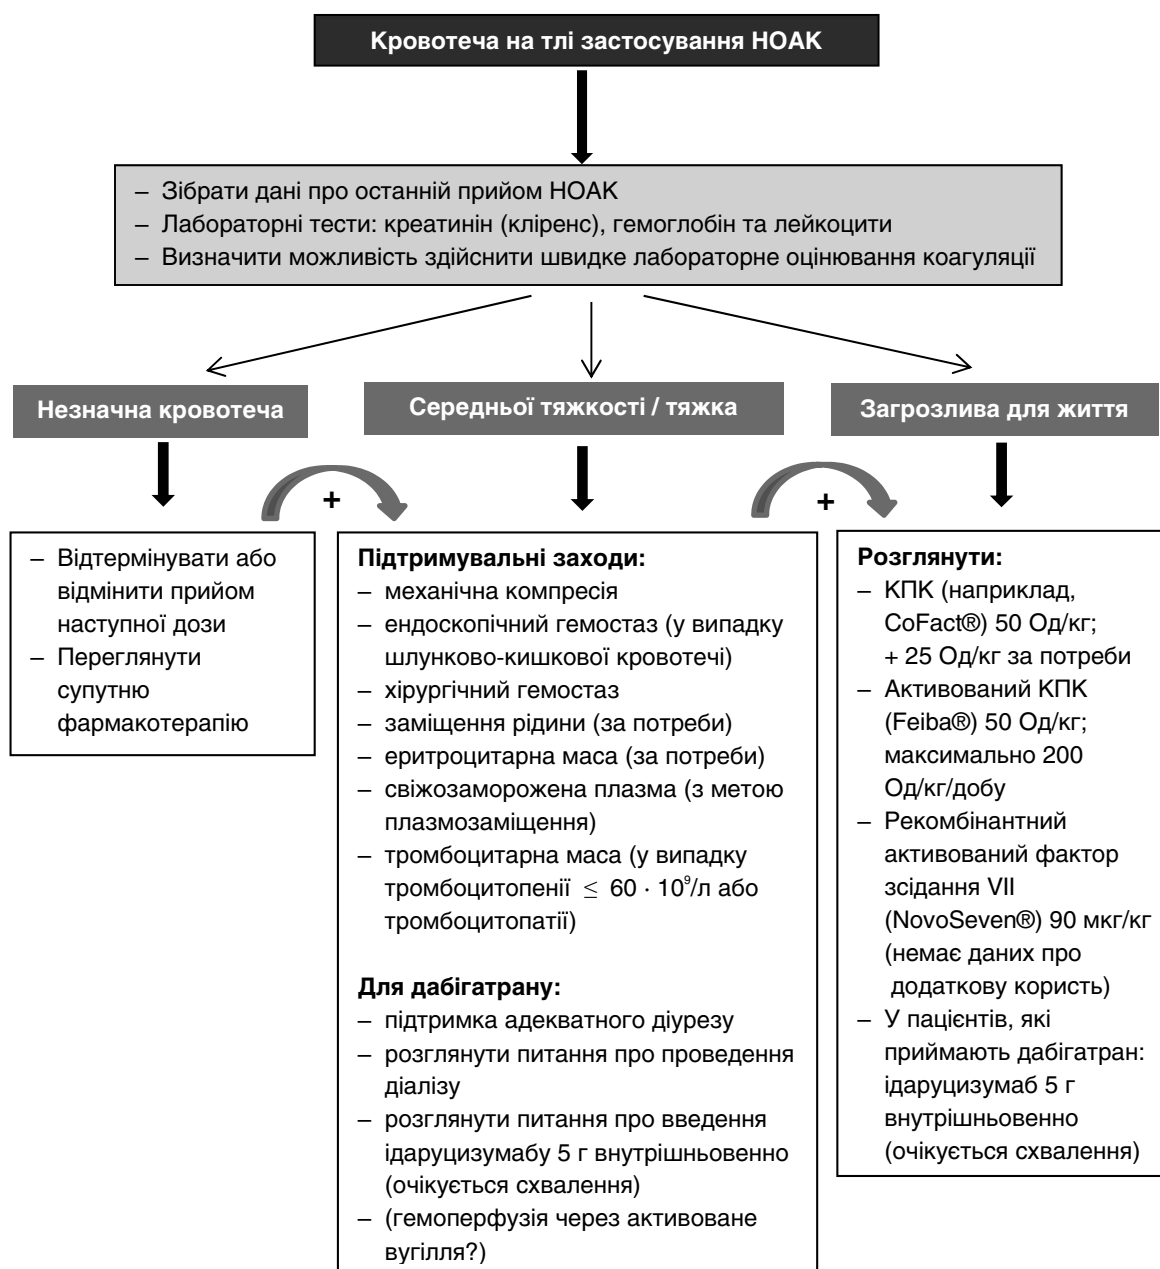 Кровотеча на тлі застосування НОАК
– Зібрати дані про останній прийом НОАК
– Лабораторні тести: креатинін (кліренс), гемоглобін та лейкоцити
– Визначити можливість здійснити швидке лабораторне оцінювання коагуляції
Незначна кровотеча
Середньої тяжкості / тяжка
Загрозлива для життя
+
+
– Відтермінувати або
відмінити прийом
наступної дози
– Переглянути
супутню
фармакотерапію
Підтримувальні заходи:
– механічна компресія
– ендоскопічний гемостаз (у випадку
шлунково-кишкової кровотечі)
– хірургічний гемостаз
– заміщення рідини (за потреби)
– еритроцитарна маса (за потреби)
– свіжозаморожена плазма (з метою
плазмозаміщення)
– тромбоцитарна маса (у випадку
тромбоцитопенії ≤ 60 · 10⁹/л або
тромбоцитопатії)
Для дабігатрану:
– підтримка адекватного діурезу
– розглянути питання про проведення
діалізу
– розглянути питання про введення
ідаруцизумабу 5 г внутрішньовенно
(очікується схвалення)
– (гемоперфузія через активоване
вугілля?)
Розглянути:
– КПК (наприклад,
CoFact®) 50 Од/кг;
+ 25 Од/кг за потреби
– Активований КПК
(Feiba®) 50 Од/кг;
максимально 200
Од/кг/добу
– Рекомбінантний
активований фактор
зсідання VII
(NovoSeven®) 90 мкг/кг
(немає даних про
додаткову користь)
– У пацієнтів, які
приймають дабігатран:
ідаруцизумаб 5 г
внутрішньовенно
(очікується схвалення)